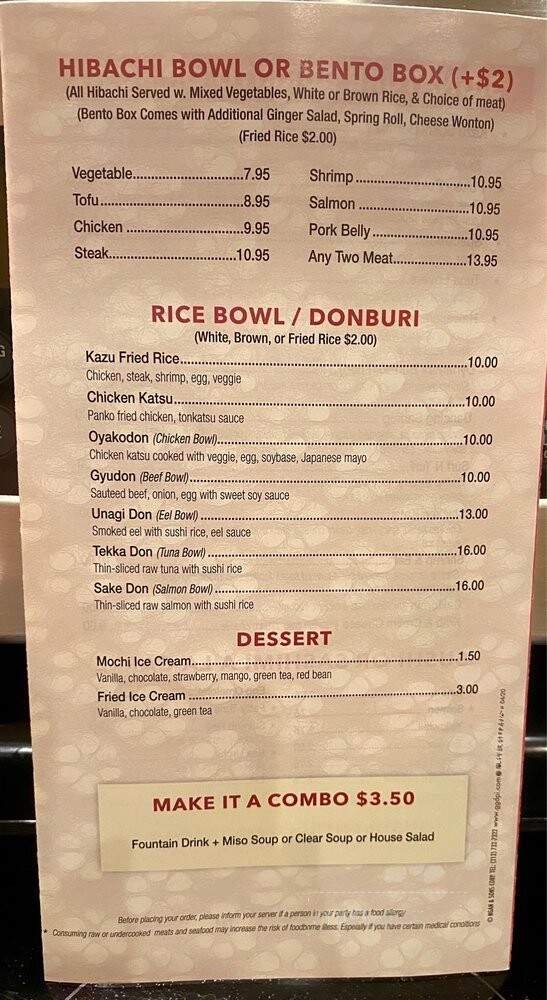 HIBACHI BOWL OR BENTO BOX (+$2)
(All Hibachi Served w. Mixed Vegetables, White or Brown Rice, & Choice of meat)
(Bento Box Comes with Additional Ginger Salad, Spring Roll, Cheese Wonton)
(Fried Rice $2.00)
Vegetable 7.95
Tofu 8.95
Chicken 9.95
Steak 10.95
Shrimp 10.95
Salmon 10.95
Pork Belly 10.95
Any Two Meat 13.95
RICE BOWL / DONBURI
(White, Brown, or Fried Rice $2.00)
Kazu Fried Rice 10.00
Chicken, steak, shrimp, egg, veggie
Chicken Katsu 10.00
Panko fried chicken, tonkatsu sauce
Oyakodon (Chicken Bowl) 10.00
Chicken katsu cooked with veggie, egg, soybase, Japanese mayo
Gyudon (Beef Bowl) 10.00
Sauteed beef, onion, egg with sweet soy sauce
Unagi Don (Eel Bowl) 13.00
Smoked eel with sushi rice, eel sauce
Tekka Don (Tuna Bowl) 16.00
Thin-sliced raw tuna with sushi rice
Sake Don (Salmon Bowl) 16.00
Thin-sliced raw salmon with sushi rice
DESSERT
Mochi Ice Cream 1.50
Vanilla, chocolate, strawberry, mango, green tea, red bean
Fried Ice Cream 3.00
Vanilla, chocolate, green tea
MAKE IT A COMBO $3.50
Fountain Drink + Miso Soup or Clear Soup or House Salad
Before placing your order, please inform your server if a person in your party has a food allergy
* Consuming raw or undercooked meats and seafood may increase the risk of foodborne illess. Espeially if you have certain medical conditions
www.ggdpi.com